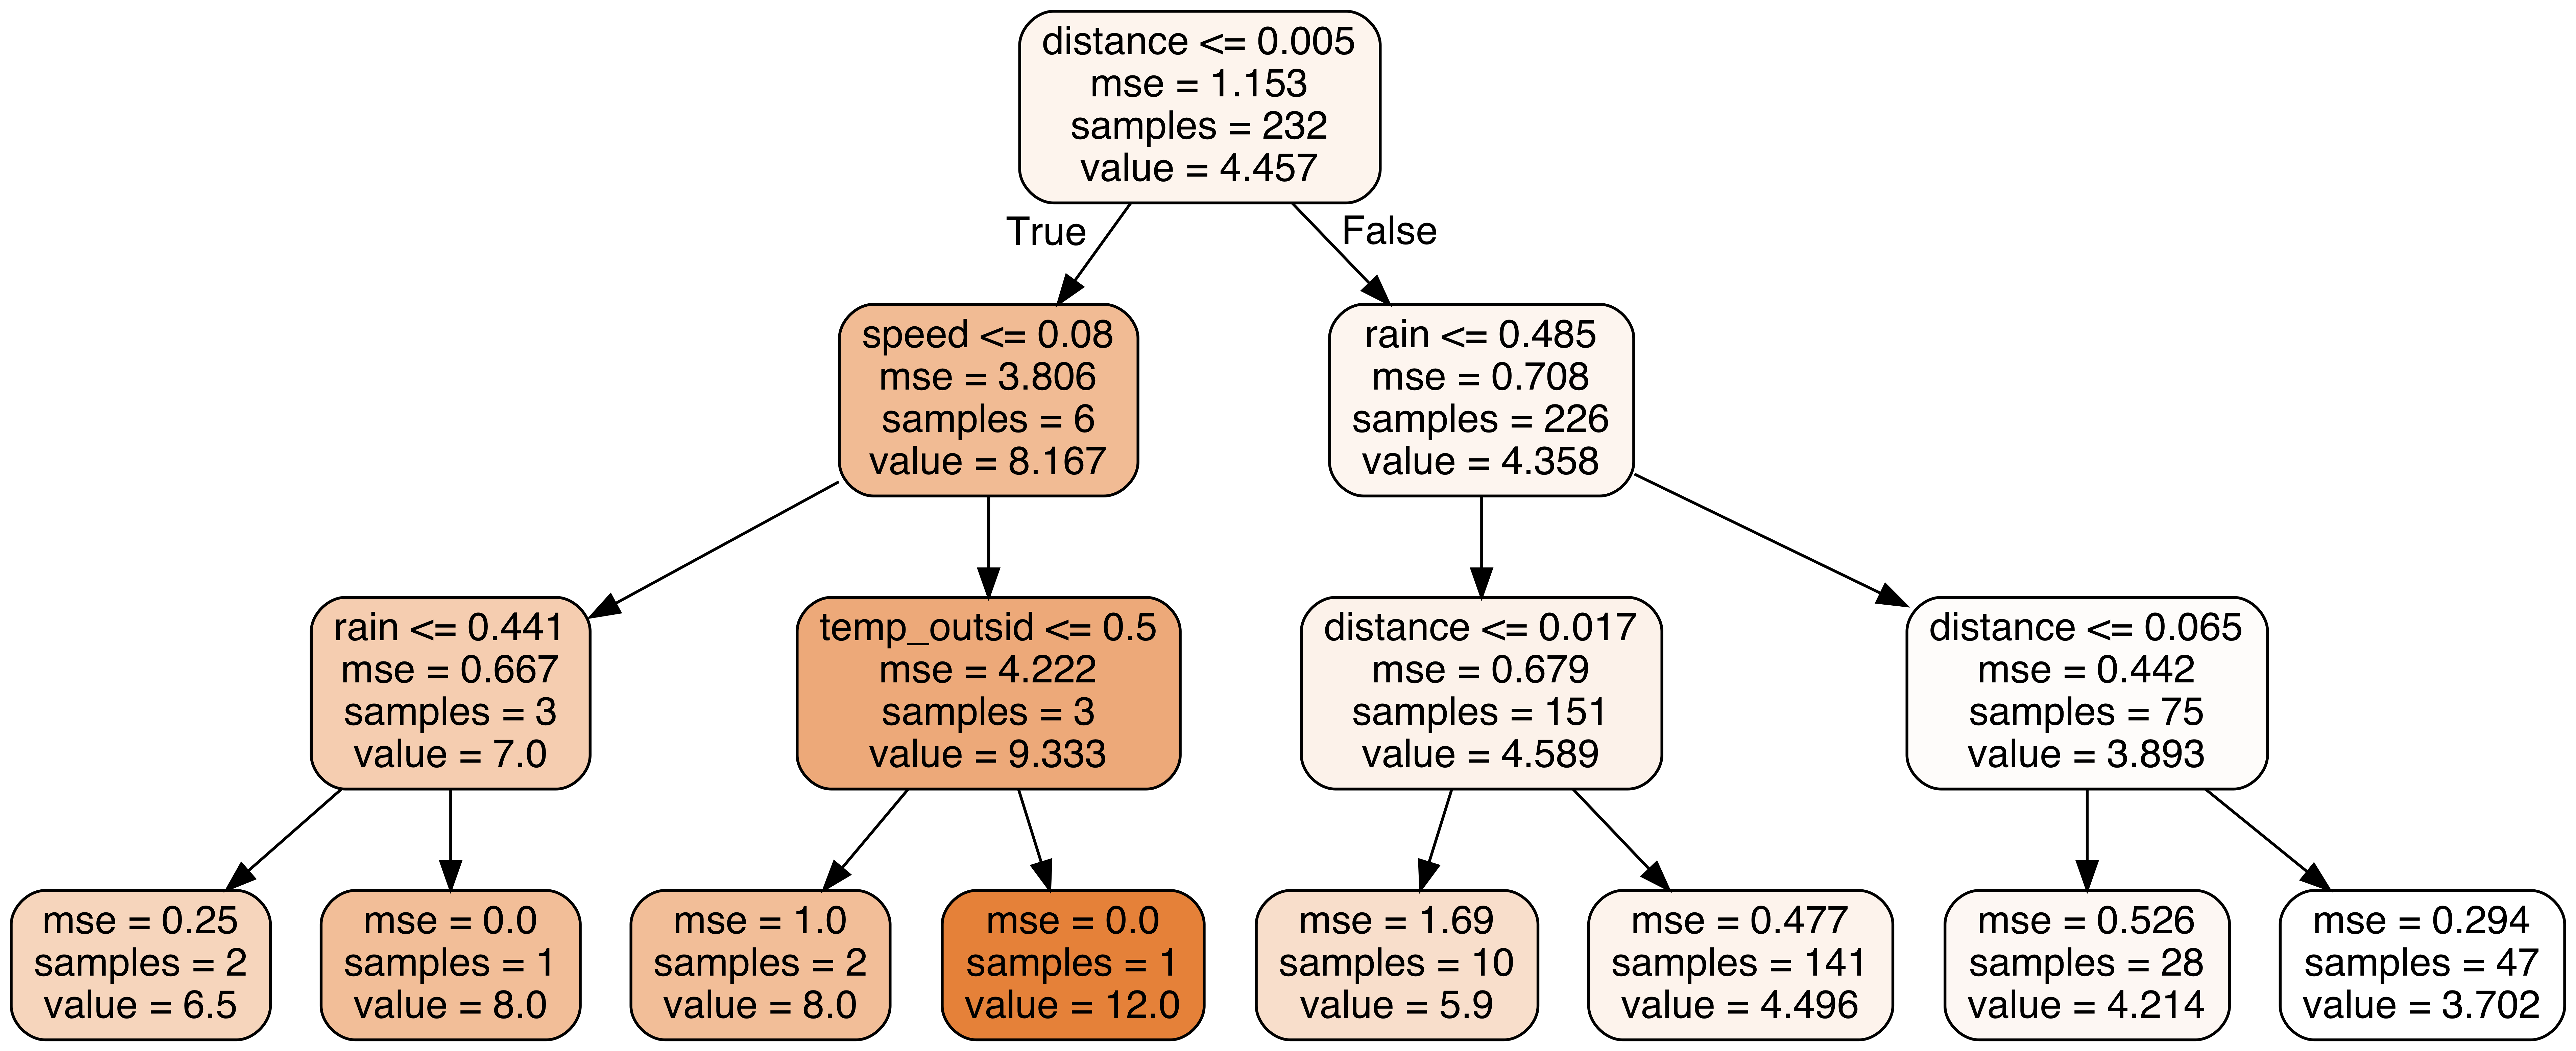 distance <= 0.005
mse = 1.153
samples = 232
value = 4.457
True
False
speed <= 0.08
mse = 3.806
samples = 6
value = 8.167
rain <= 0.485
mse = 0.708
samples = 226
value = 4.358
rain <= 0.441
mse = 0.667
samples = 3
value = 7.0
temp_outsid <= 0.5
mse = 4.222
samples = 3
value = 9.333
distance <= 0.017
mse = 0.679
samples = 151
value = 4.589
distance <= 0.065
mse = 0.442
samples = 75
value = 3.893
mse = 0.25
samples = 2
value = 6.5
mse = 0.0
samples = 1
value = 8.0
mse = 1.0
samples = 2
value = 8.0
mse = 0.0
samples = 1
value = 12.0
mse = 1.69
samples = 10
value = 5.9
mse = 0.477
samples = 141
value = 4.496
mse = 0.526
samples = 28
value = 4.214
mse = 0.294
samples = 47
value = 3.702